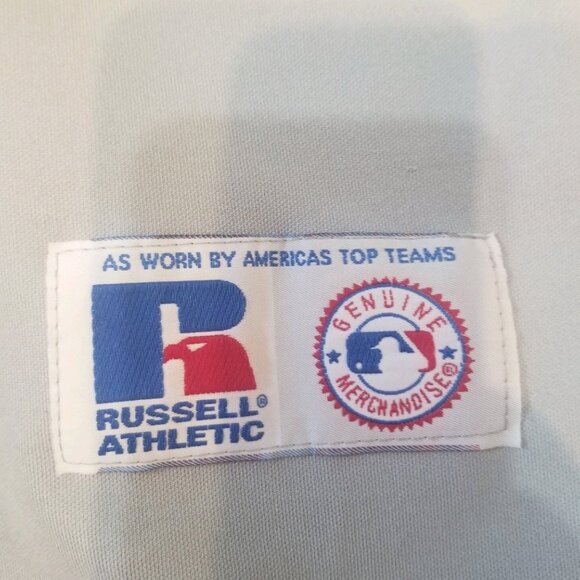 AS WORN BY AMERICAS TOP TEAMS
RUSSELL®
ATHLETIC
GENUINE
MERCHANDISE®